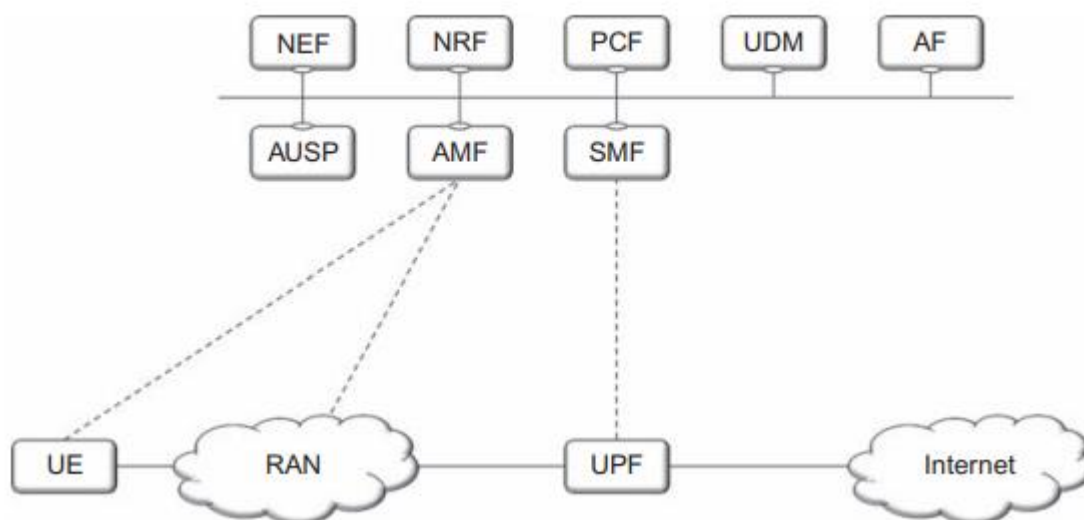 NEF NRF PCF UDM AF
AUSP AMF SMF
UE RAN UPF Internet